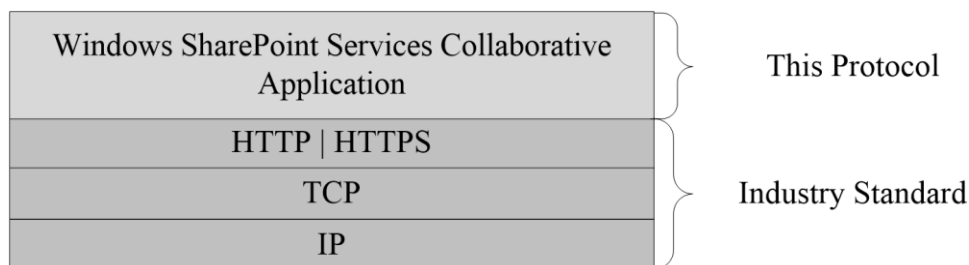 Windows SharePoint Services Collaborative
Application
This Protocol
HTTP | HTTPS
TCP
Industry Standard
IP